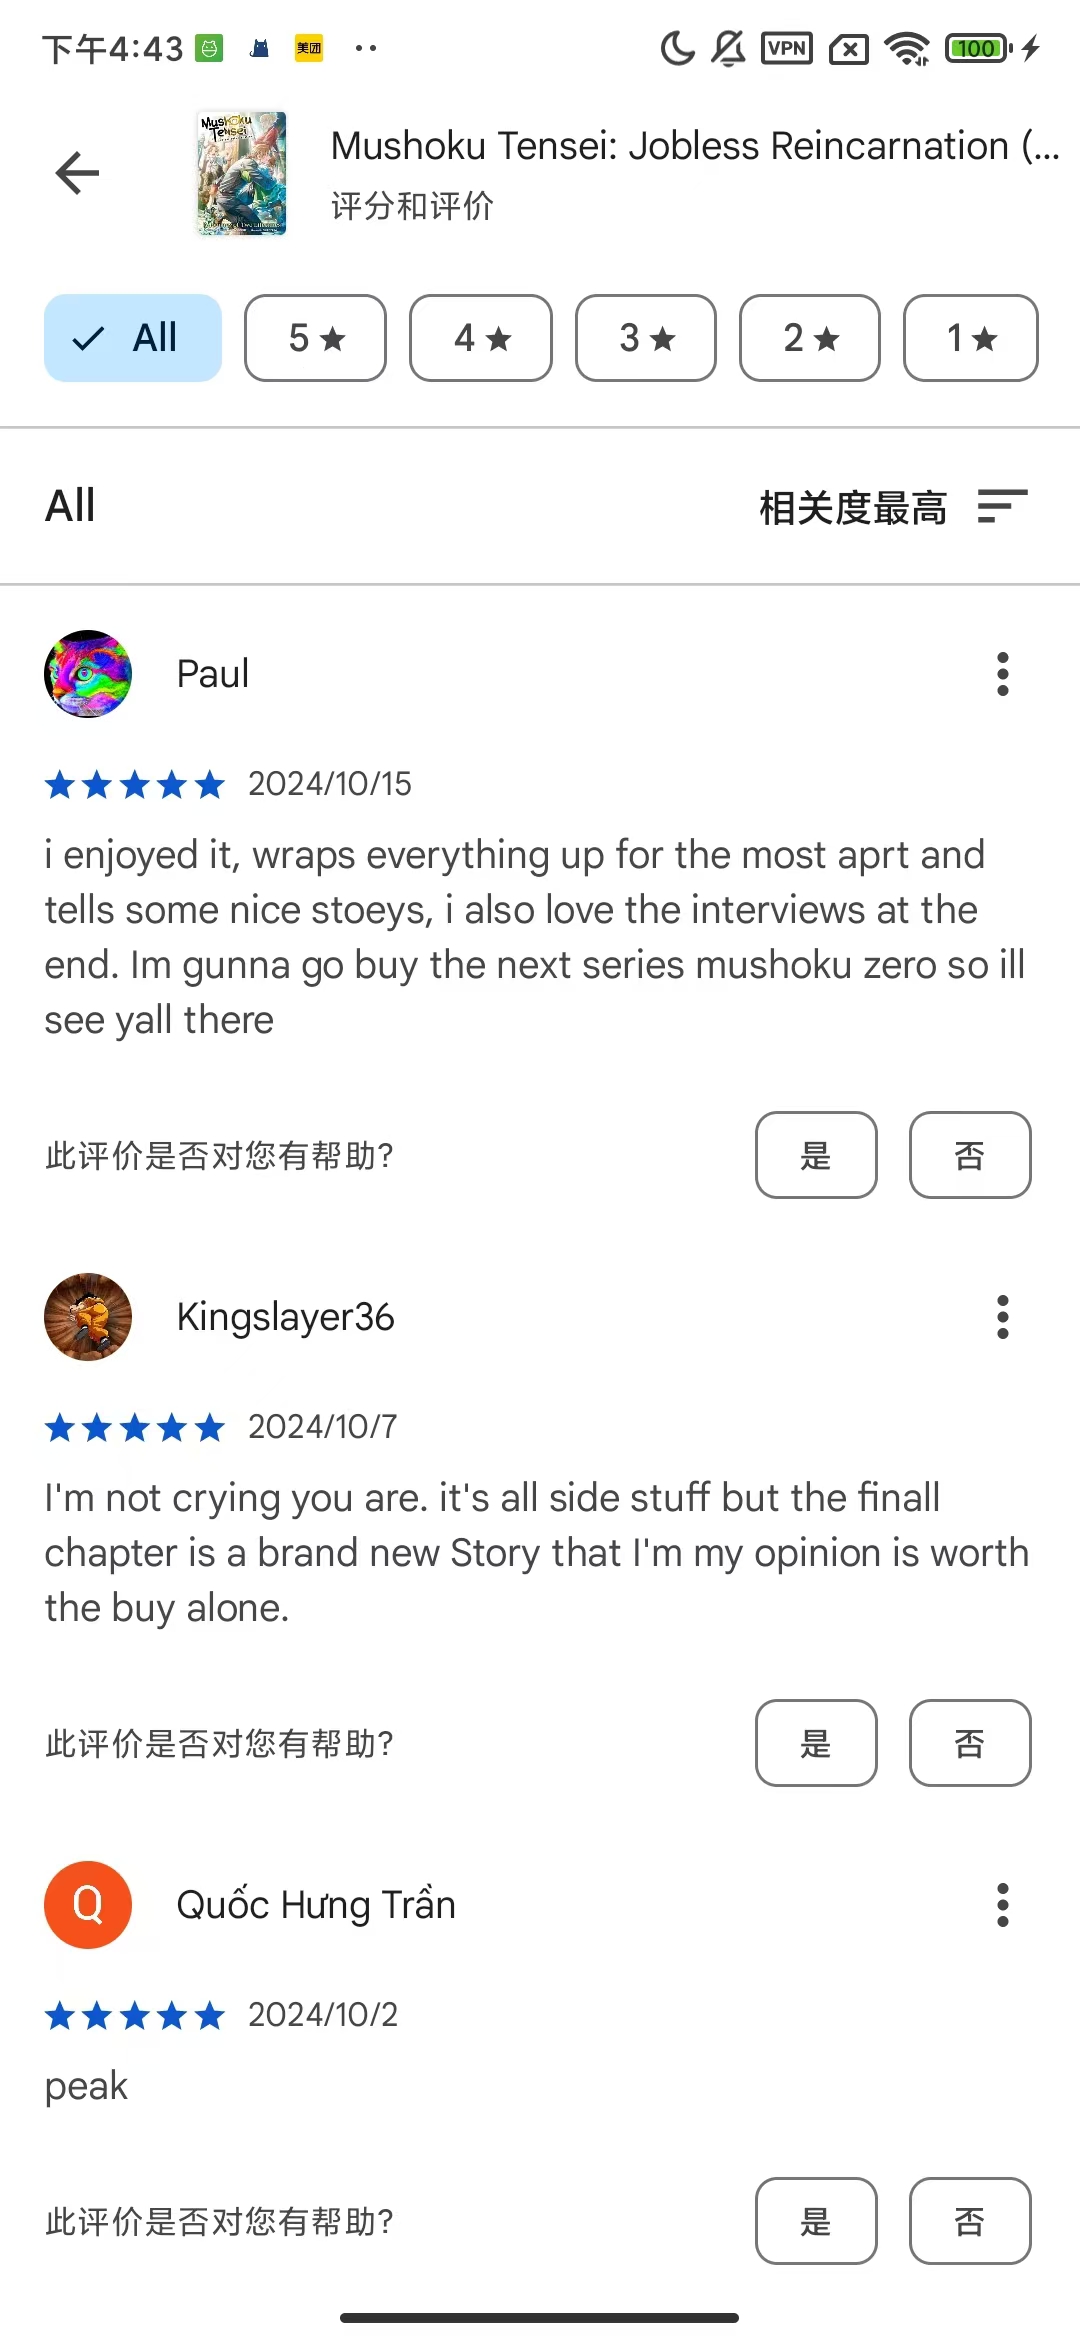 下午4:43 美团 VPN 100
Mushoku Tensei
Mushoku Tensei: Jobless Reincarnation (...
评分和评价
All 5★ 4★ 3★ 2★ 1★
All 相关度最高
Paul
2024/10/15
i enjoyed it, wraps everything up for the most aprt and
tells some nice stoeys, i also love the interviews at the
end. Im gunna go buy the next series mushoku zero so ill
see yall there
此评价是否对您有帮助? 是 否
Kingslayer36
2024/10/7
I'm not crying you are. it's all side stuff but the finall
chapter is a brand new Story that I'm my opinion is worth
the buy alone.
此评价是否对您有帮助? 是 否
Q Quốc Hưng Trần
2024/10/2
peak
此评价是否对您有帮助? 是 否